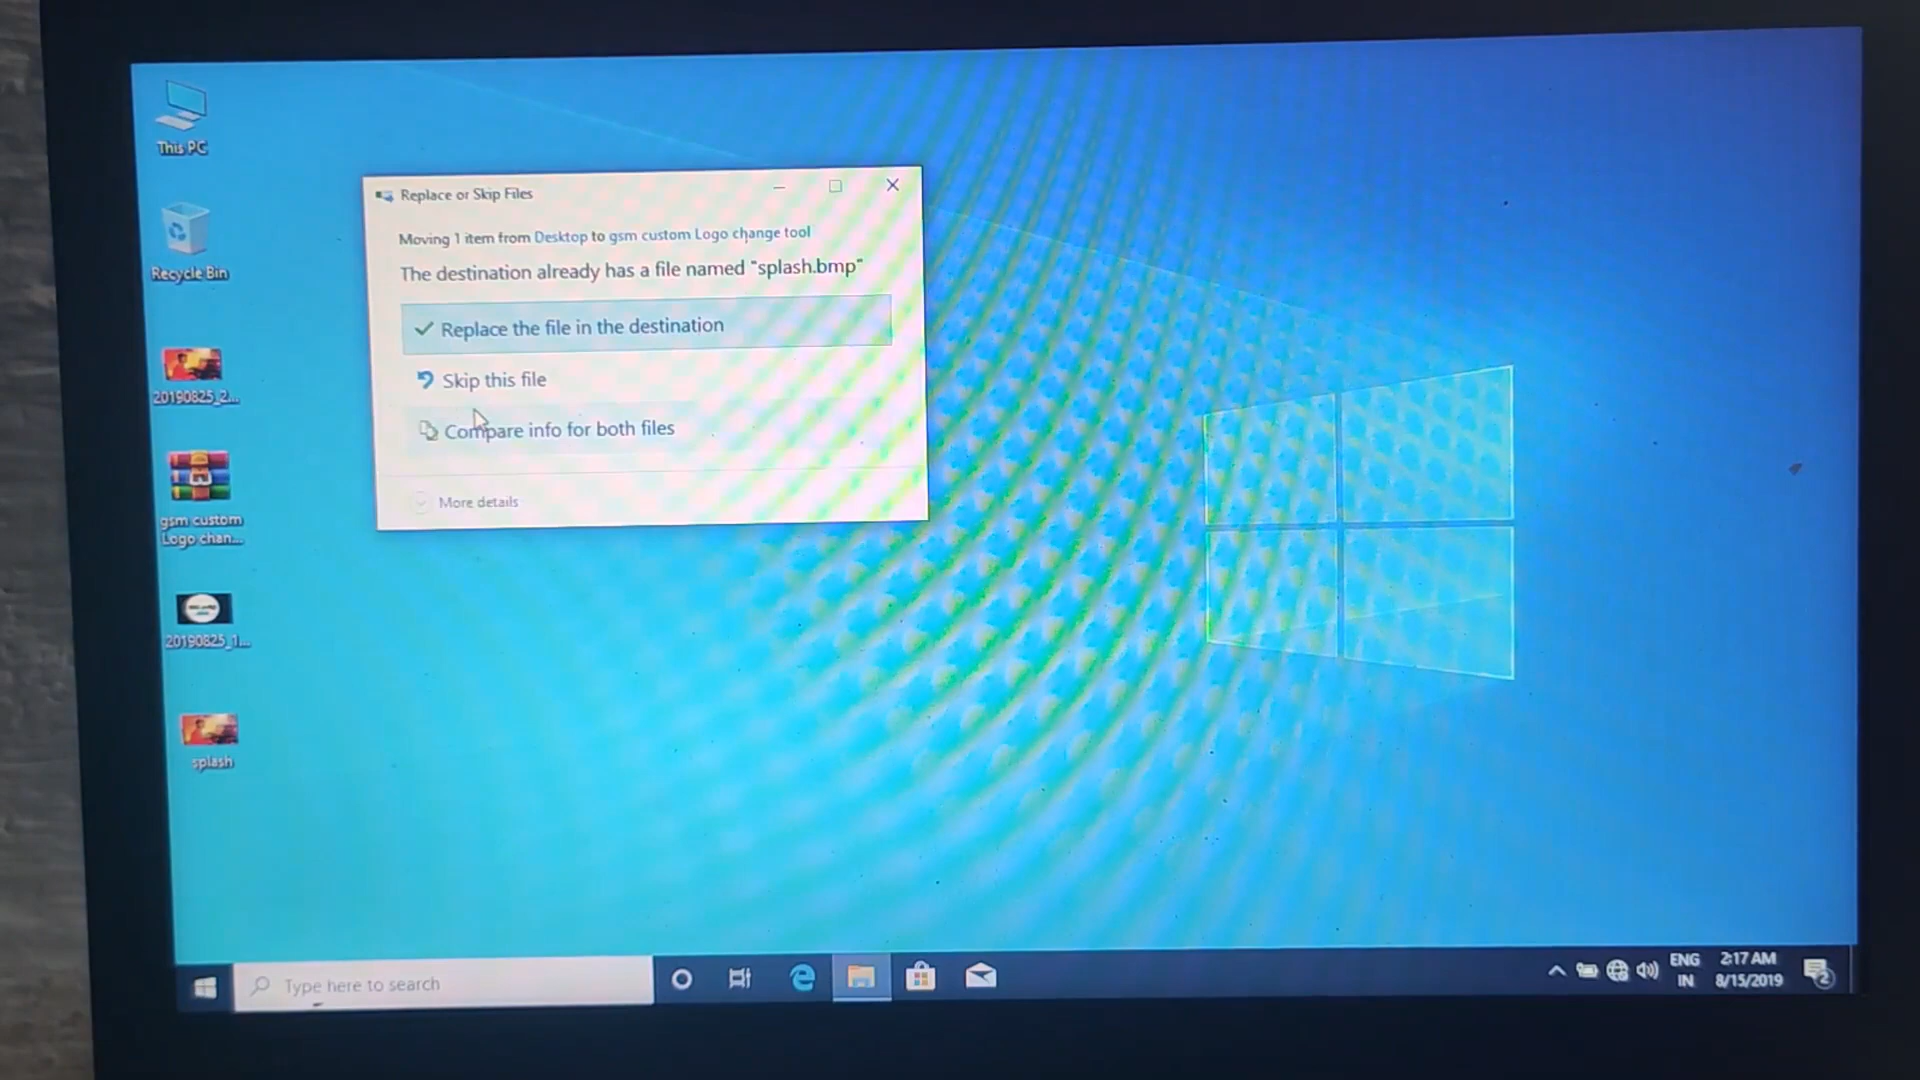 This PC
Recycle Bin
20190825_2...
gsm custom
Logo chan...
20190825_1...
splash
Replace or Skip Files
Moving 1 item from Desktop to gsm custom Logo change tool
The destination already has a file named "splash.bmp"
Replace the file in the destination
Skip this file
Compare info for both files
More details
Type here to search
ENG
IN
2:17 AM
8/15/2019
2